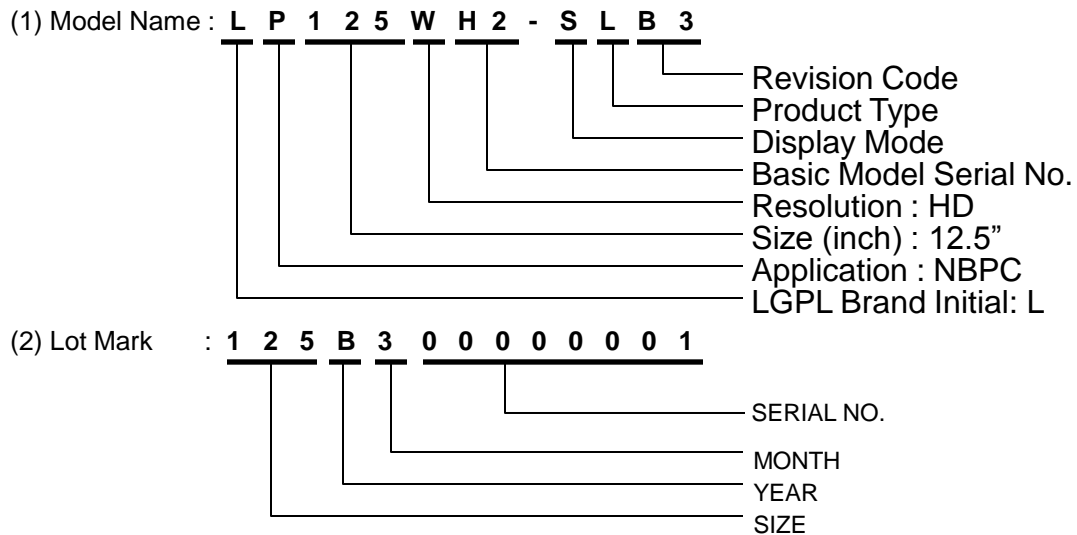 (1) Model Name : L P 1 2 5 W H 2 - S L B 3
Revision Code
Product Type
Display Mode
Basic Model Serial No.
Resolution : HD
Size (inch) : 12.5”
Application : NBPC
LGPL Brand Initial: L
(2) Lot Mark : 1 2 5 B 3 0 0 0 0 0 0 0 1
SERIAL NO.
MONTH
YEAR
SIZE